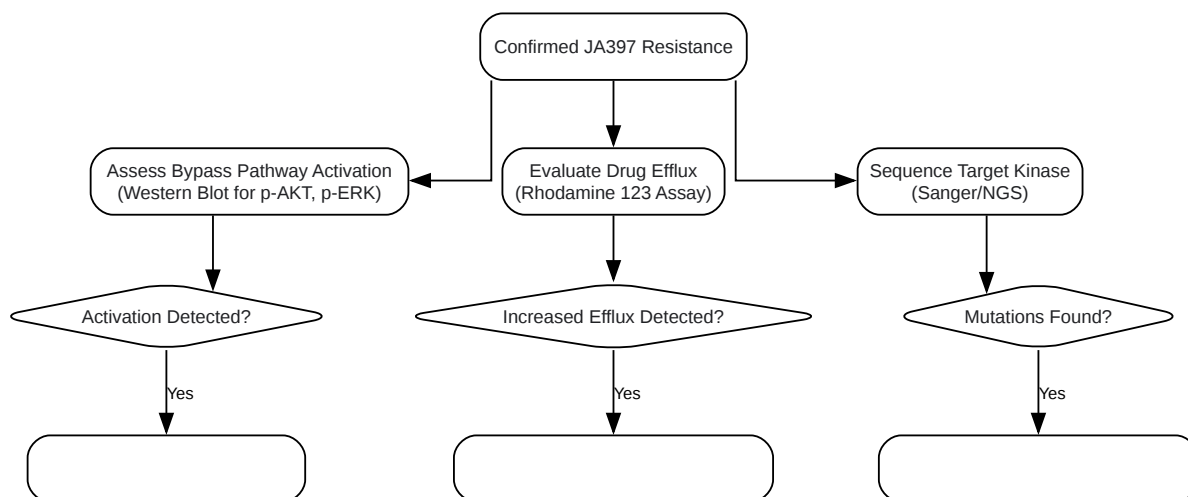 Confirmed JA397 Resistance
Assess Bypass Pathway Activation
(Western Blot for p-AKT, p-ERK)
Evaluate Drug Efflux
(Rhodamine 123 Assay)
Sequence Target Kinase
(Sanger/NGS)
Activation Detected?
Increased Efflux Detected?
Mutations Found?
Yes
Yes
Yes